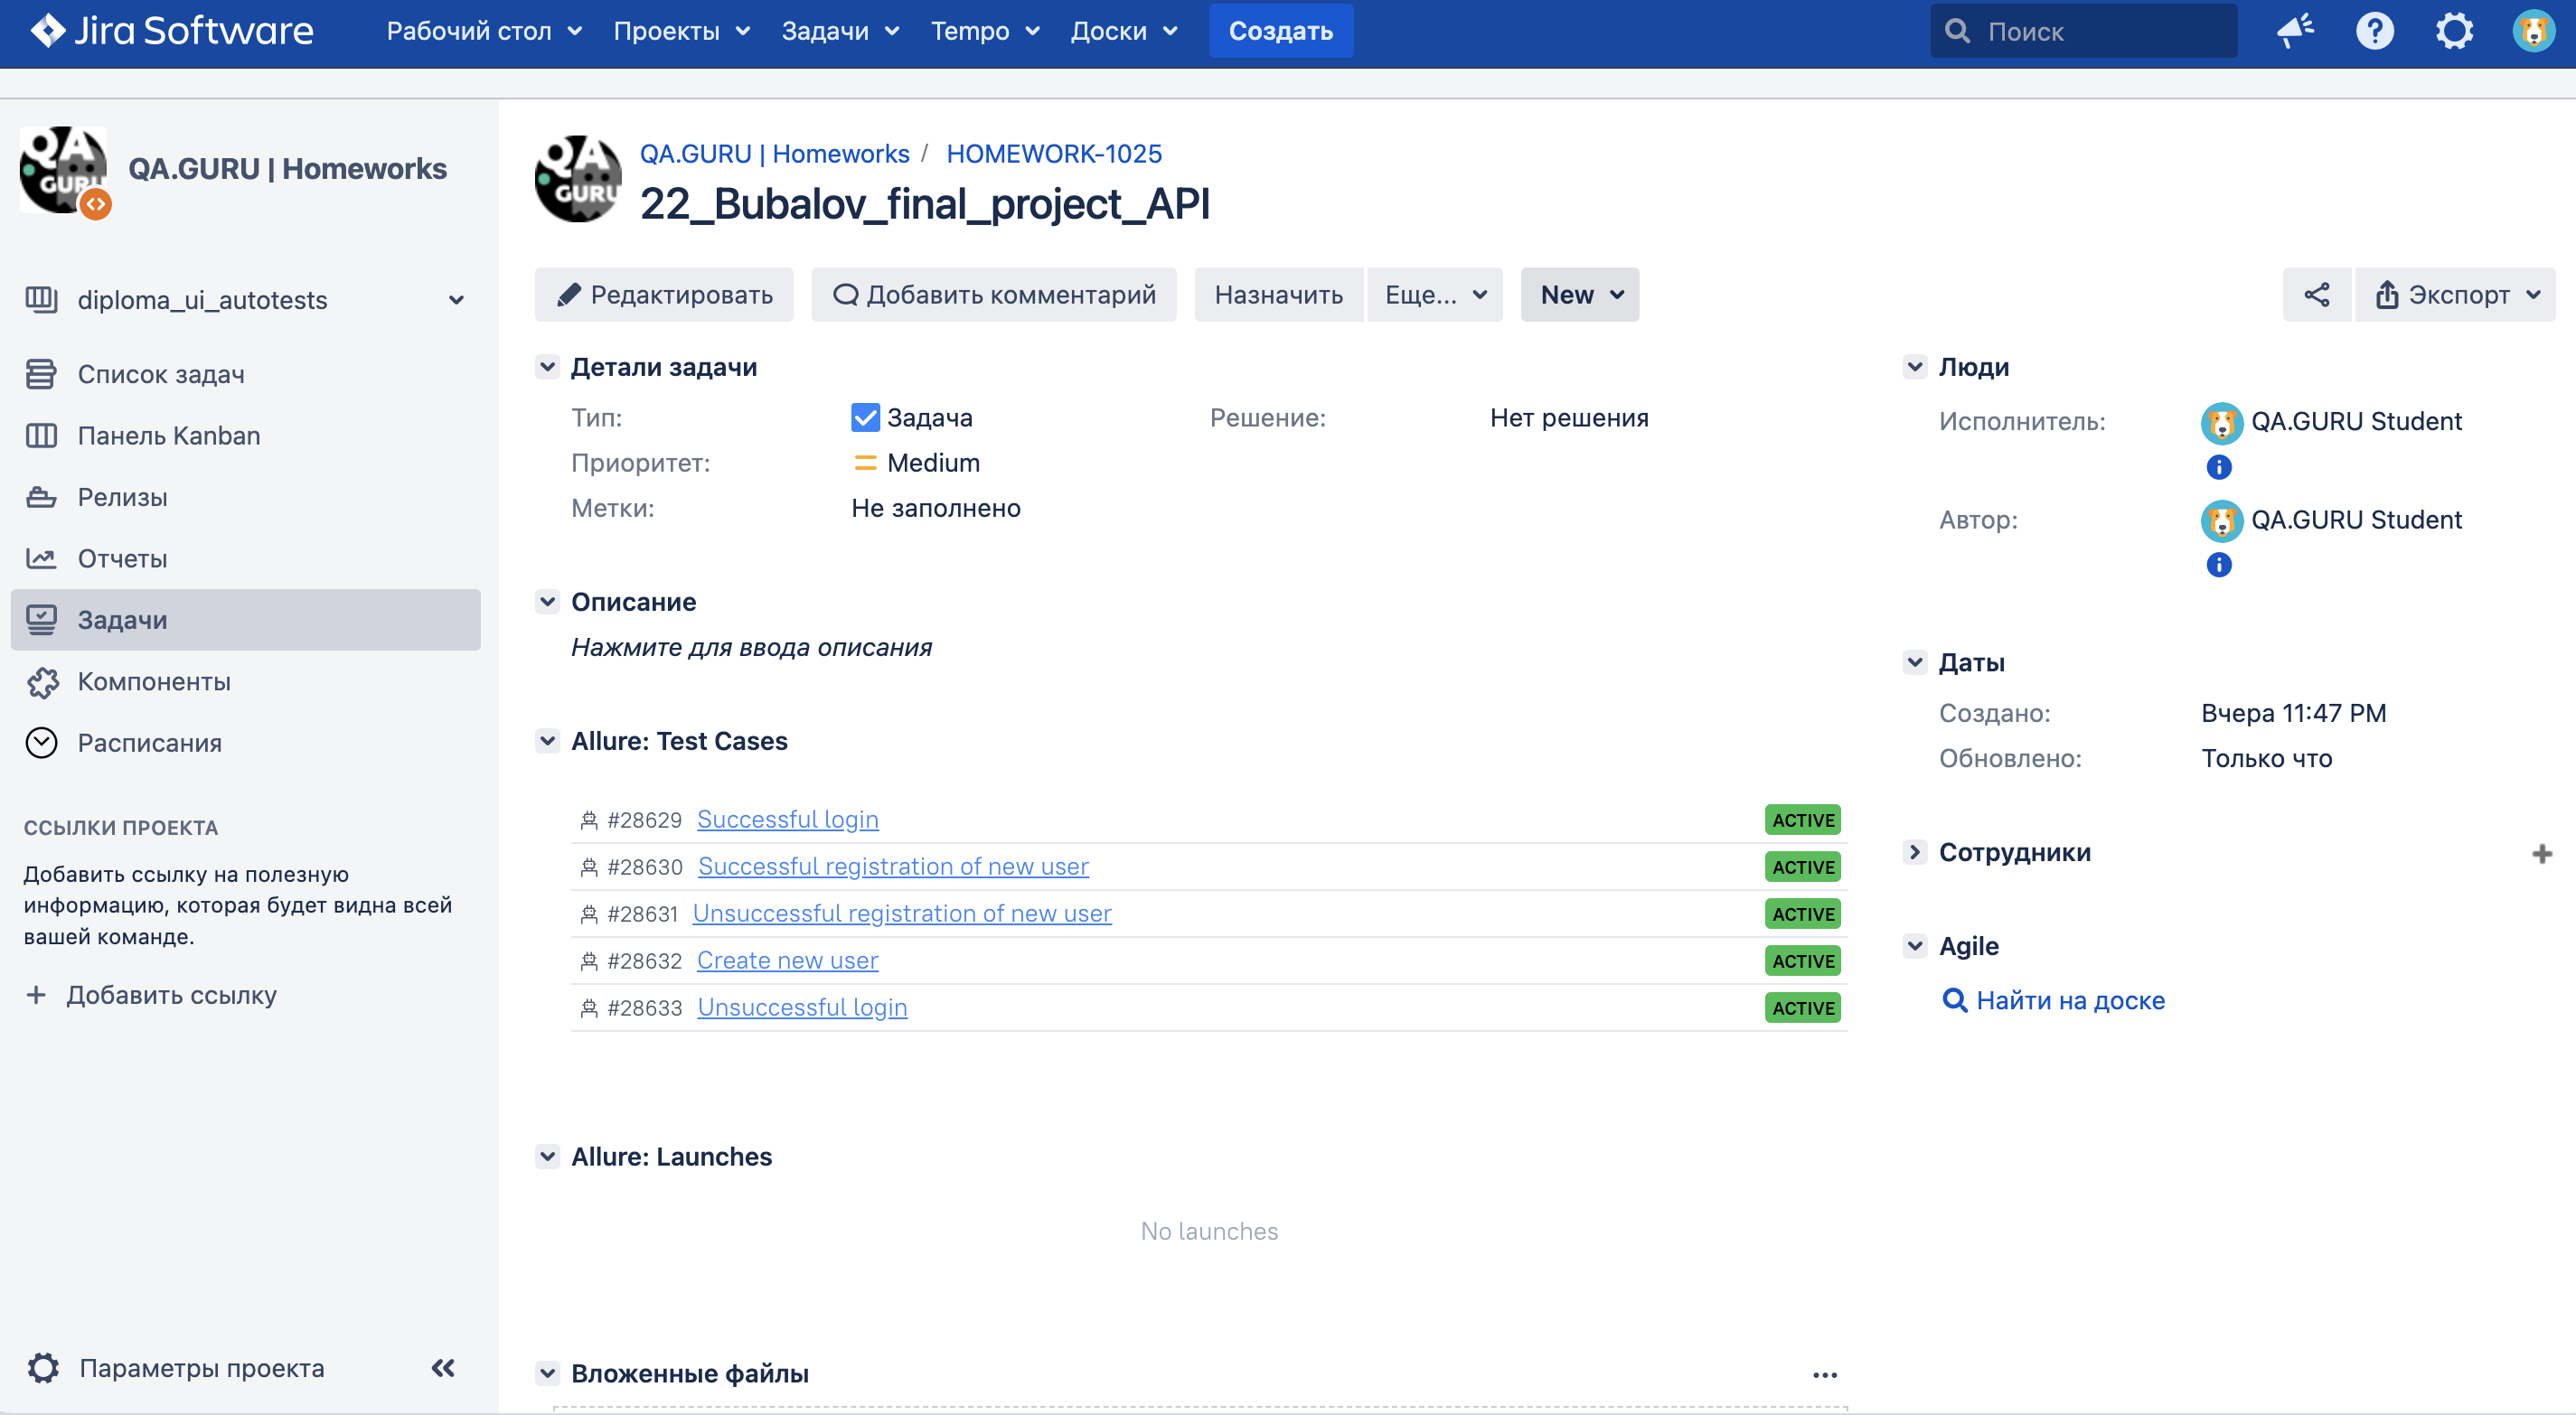 Jira Software
Рабочий стол
Проекты
Задачи
Tempo
Доски
Создать
Поиск
QA GURU
QA.GURU | Homeworks
diploma_ui_autotests
Список задач
Панель Kanban
Релизы
Отчеты
Задачи
Компоненты
Расписания
ССЫЛКИ ПРОЕКТА
Добавить ссылку на полезную
информацию, которая будет видна всей
вашей команде.
+ Добавить ссылку
Параметры проекта
QA GURU
QA.GURU | Homeworks / HOMEWORK-1025
22_Bubalov_final_project_API
Редактировать
Добавить комментарий
Назначить
Еще...
New
Экспорт
Детали задачи
Тип: Задача
Решение: Нет решения
Приоритет: Medium
Метки: Не заполнено
Описание
Нажмите для ввода описания
Allure: Test Cases
#28629 Successful login ACTIVE
#28630 Successful registration of new user ACTIVE
#28631 Unsuccessful registration of new user ACTIVE
#28632 Create new user ACTIVE
#28633 Unsuccessful login ACTIVE
Allure: Launches
No launches
Вложенные файлы
Люди
Исполнитель: QA.GURU Student
Автор: QA.GURU Student
Даты
Создано: Вчера 11:47 PM
Обновлено: Только что
Сотрудники
Agile
Найти на доске